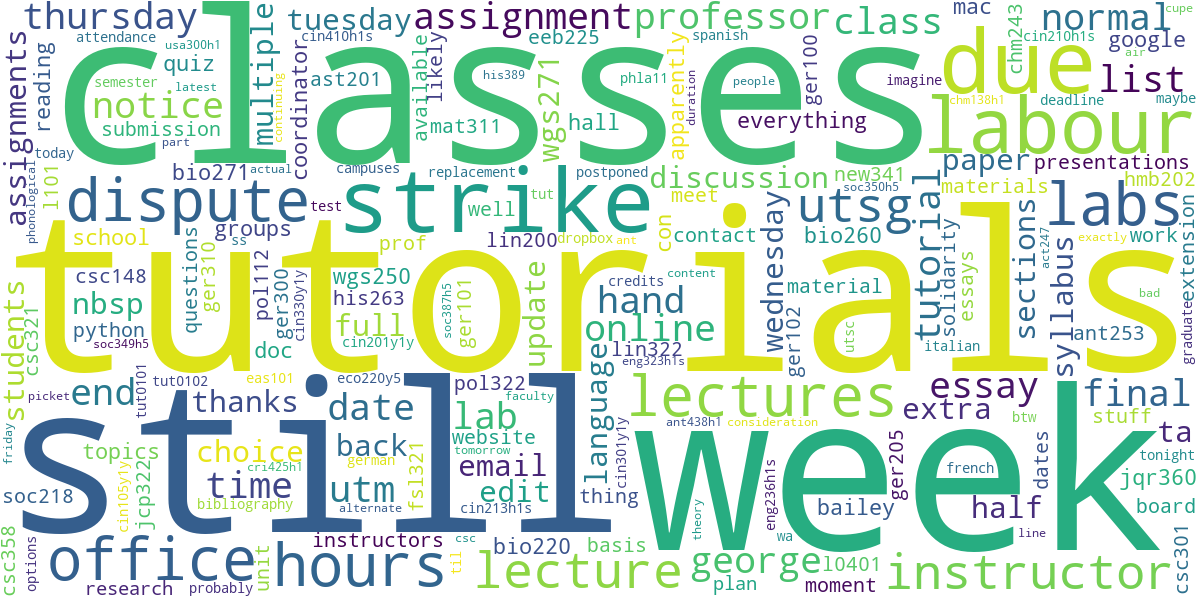 thursday
tuesday
assignment
professor
mac
normal
cupe
attendance
usa300h1
multiple
cin410h1s
eeb225
spanish
class
chm243
cin210h1s
google
classes
assignments
reading
semester
latest
quiz
notice
submission
continuing
coordinator
ast201
available
likely
mat311
his389
phla11
people
duration
apparently
hall
wgs271
ger100
everything
imagine
due
list
air
chm138h1
deadline
maybe
labour
today
part
l101
phonological
bio271
actual
campuses
replacement
postponed
discussion
new341
paper
presentations
dispute
test
strike
well
tut
meet
soc350h5
utsg
materials
hmb202
labs
school
groups
prof
lin200
dropbox
ant
con
contact
bio260
tutorial
solidarity
essays
sections
act247
exactly
work
extension
tutorials
students
csc321
csc148
nbsp
python
soc349h5
questions
ger310
ss
pol112
ger300
cin330y1y
wgs250
his263
full
cin201y1y
soc387h5
ger101
update
credits
content
hand
online
lin322
eng323h1s
material
wednesday
ger102
utsc
italian
syllabus
ant253
bad
graduate
picket
end
tut0101
tut0102
eas101
doc
eco220y5
pol322
faculty
language
lectures
essay
final
friday
still
thanks
date
lab
extra
btw
stuff
week
topics
choice
back
website
tomorrow
ant438h1
consideration
ta
dates
tonight
soc218
cin105y1y
jcp322
cri425h1
time
german
utm
fsl321
email
edit
thing
cin301y1y
french
ger205
jqr360
bibliography
alternate
cin213h1s
theory
eng236h1s
bailey
half
board
csc358
options
office
instructors
hours
csc
til
bio220
basis
wa
line
csc301
research
probably
unit
lecture
george
plan
l0401
moment
instructor